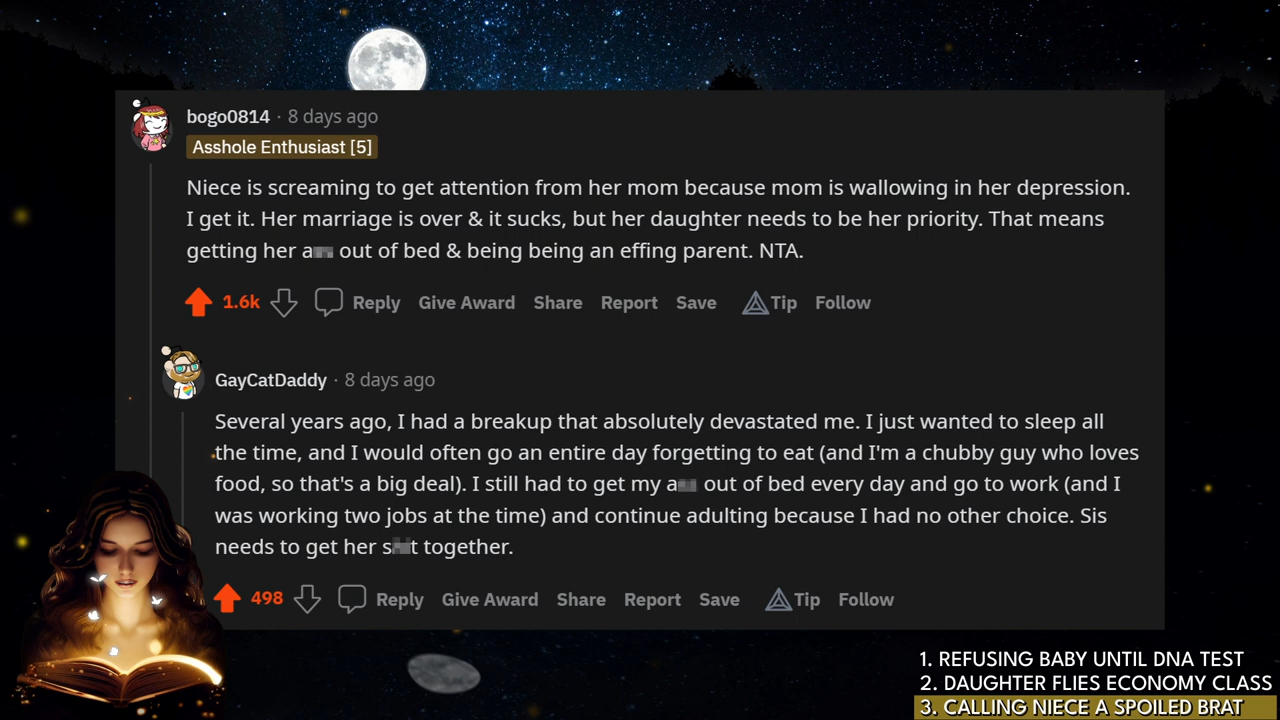 bogo0814 · 8 days ago
Asshole Enthusiast [5]
Niece is screaming to get attention from her mom because mom is wallowing in her depression.
I get it. Her marriage is over & it sucks, but her daughter needs to be her priority. That means
getting her a out of bed & being being an effing parent. NTA.
1.6k Reply Give Award Share Report Save Tip Follow
GayCatDaddy · 8 days ago
Several years ago, I had a breakup that absolutely devastated me. I just wanted to sleep all
the time, and I would often go an entire day forgetting to eat (and I'm a chubby guy who loves
food, so that's a big deal). I still had to get my a out of bed every day and go to work (and I
was working two jobs at the time) and continue adulting because I had no other choice. Sis
needs to get her s t together.
498 Reply Give Award Share Report Save Tip Follow
1. REFUSING BABY UNTIL DNA TEST
2. DAUGHTER FLIES ECONOMY CLASS
3. CALLING NIECE A SPOILED BRAT